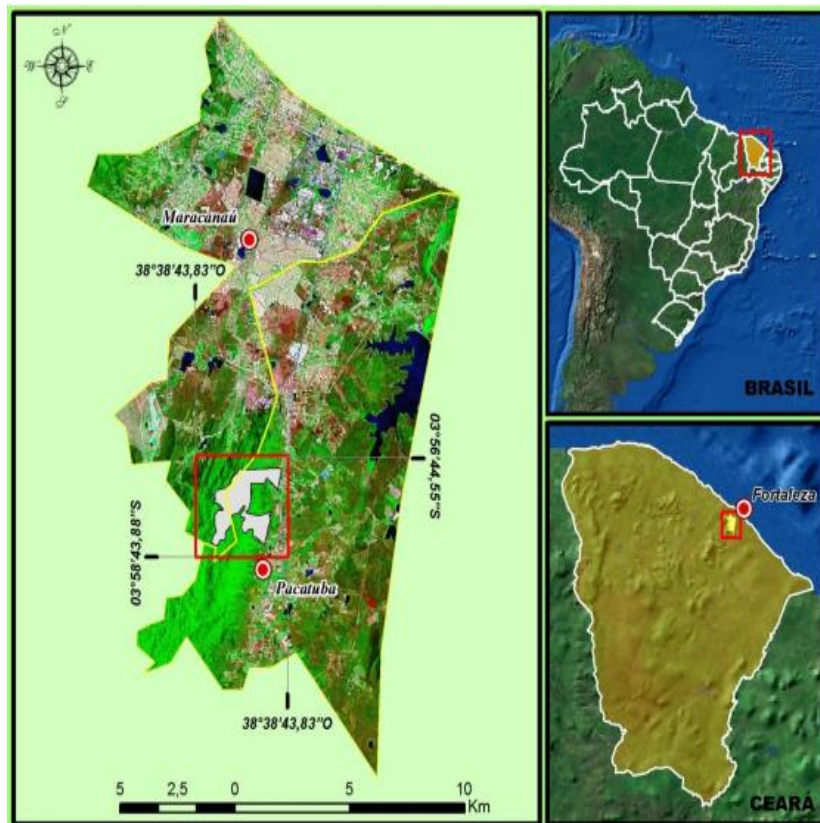 N
W E
S
Maracanaú
38°38'43,83''O
03°56'44,55''S
03°58'43,88''S
Pacatuba
38°38'43,83''O
5 2,5 0 5 10
Km
BRASIL
Fortaleza
CEARÁ